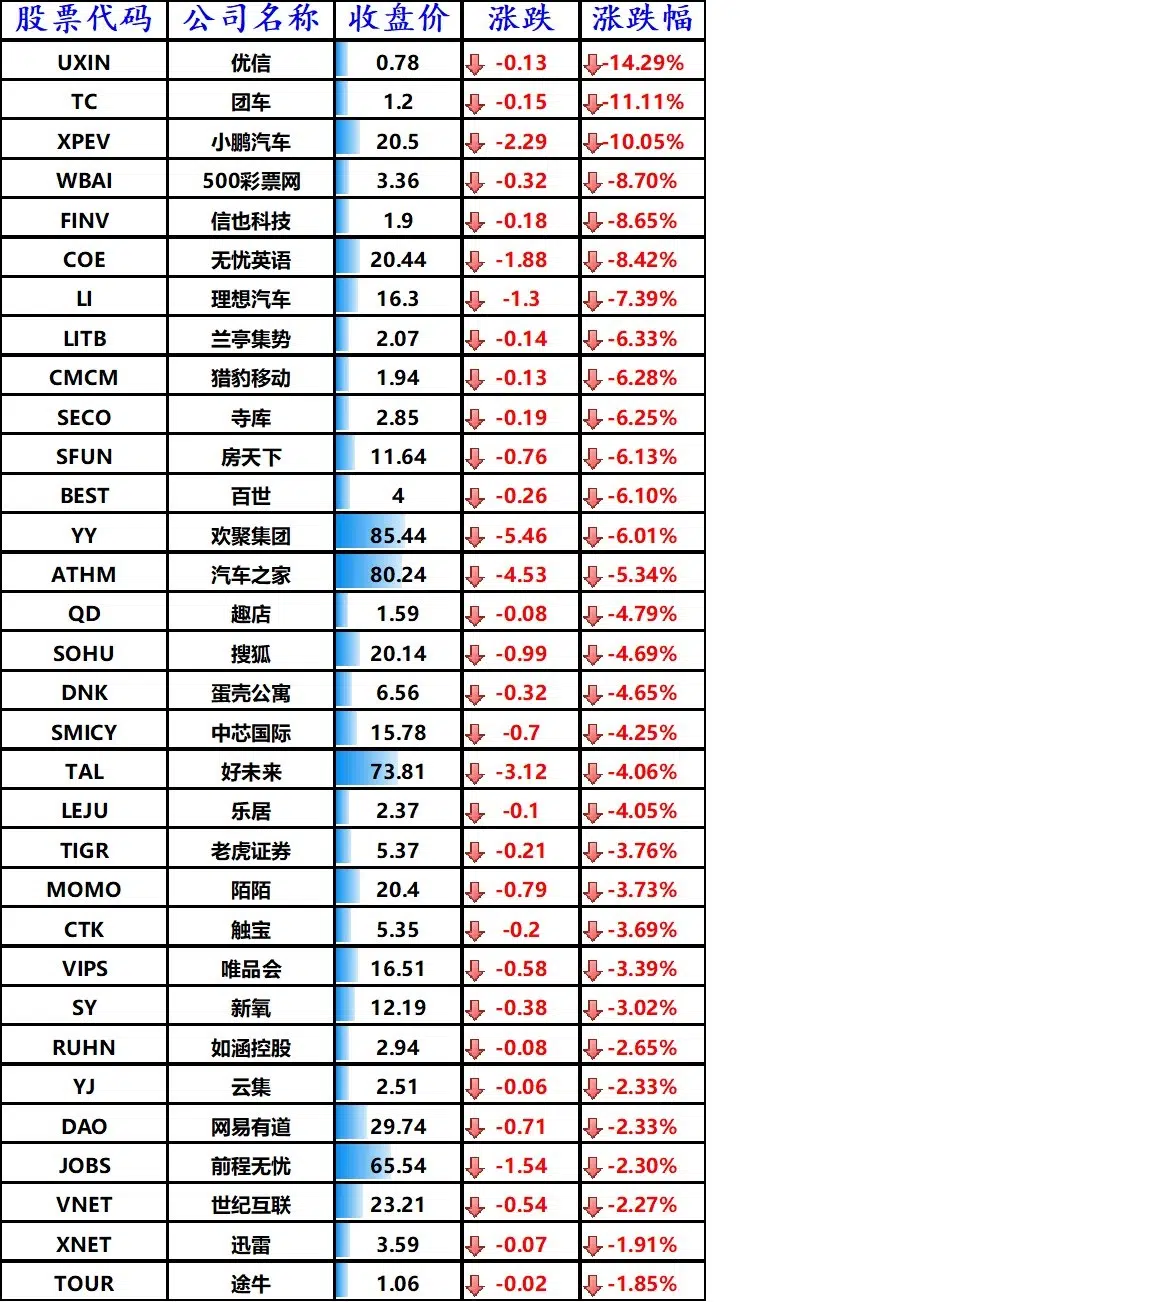 股票代码 公司名称 收盘价 涨跌 涨跌幅
UXIN 优信 0.78 -0.13 -14.29%
TC 团车 1.2 -0.15 -11.11%
XPEV 小鹏汽车 20.5 -2.29 -10.05%
WBAI 500彩票网 3.36 -0.32 -8.70%
FINV 信也科技 1.9 -0.18 -8.65%
COE 无忧英语 20.44 -1.88 -8.42%
LI 理想汽车 16.3 -1.3 -7.39%
LITB 兰亭集势 2.07 -0.14 -6.33%
CMCM 猎豹移动 1.94 -0.13 -6.28%
SECO 寺库 2.85 -0.19 -6.25%
SFUN 房天下 11.64 -0.76 -6.13%
BEST 百世 4 -0.26 -6.10%
YY 欢聚集团 85.44 -5.46 -6.01%
ATHM 汽车之家 80.24 -4.53 -5.34%
QD 趣店 1.59 -0.08 -4.79%
SOHU 搜狐 20.14 -0.99 -4.69%
DNK 蛋壳公寓 6.56 -0.32 -4.65%
SMICY 中芯国际 15.78 -0.7 -4.25%
TAL 好未来 73.81 -3.12 -4.06%
LEJU 乐居 2.37 -0.1 -4.05%
TIGR 老虎证券 5.37 -0.21 -3.76%
MOMO 陌陌 20.4 -0.79 -3.73%
CTK 触宝 5.35 -0.2 -3.69%
VIPS 唯品会 16.51 -0.58 -3.39%
SY 新氧 12.19 -0.38 -3.02%
RUHN 如涵控股 2.94 -0.08 -2.65%
YJ 云集 2.51 -0.06 -2.33%
DAO 网易有道 29.74 -0.71 -2.33%
JOBS 前程无忧 65.54 -1.54 -2.30%
VNET 世纪互联 23.21 -0.54 -2.27%
XNET 迅雷 3.59 -0.07 -1.91%
TOUR 途牛 1.06 -0.02 -1.85%